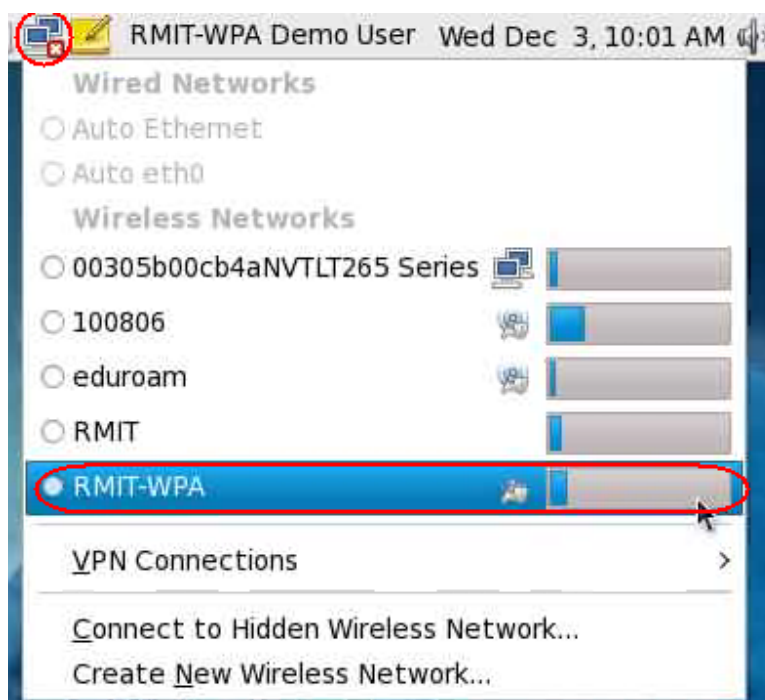 RMIT-WPA Demo User Wed Dec 3, 10:01 AM
Wired Networks
Auto Ethernet
Auto eth0
Wireless Networks
00305b00cb4aNVTLT265 Series
100806
eduroam
RMIT
RMIT-WPA
VPN Connections
Connect to Hidden Wireless Network...
Create New Wireless Network...